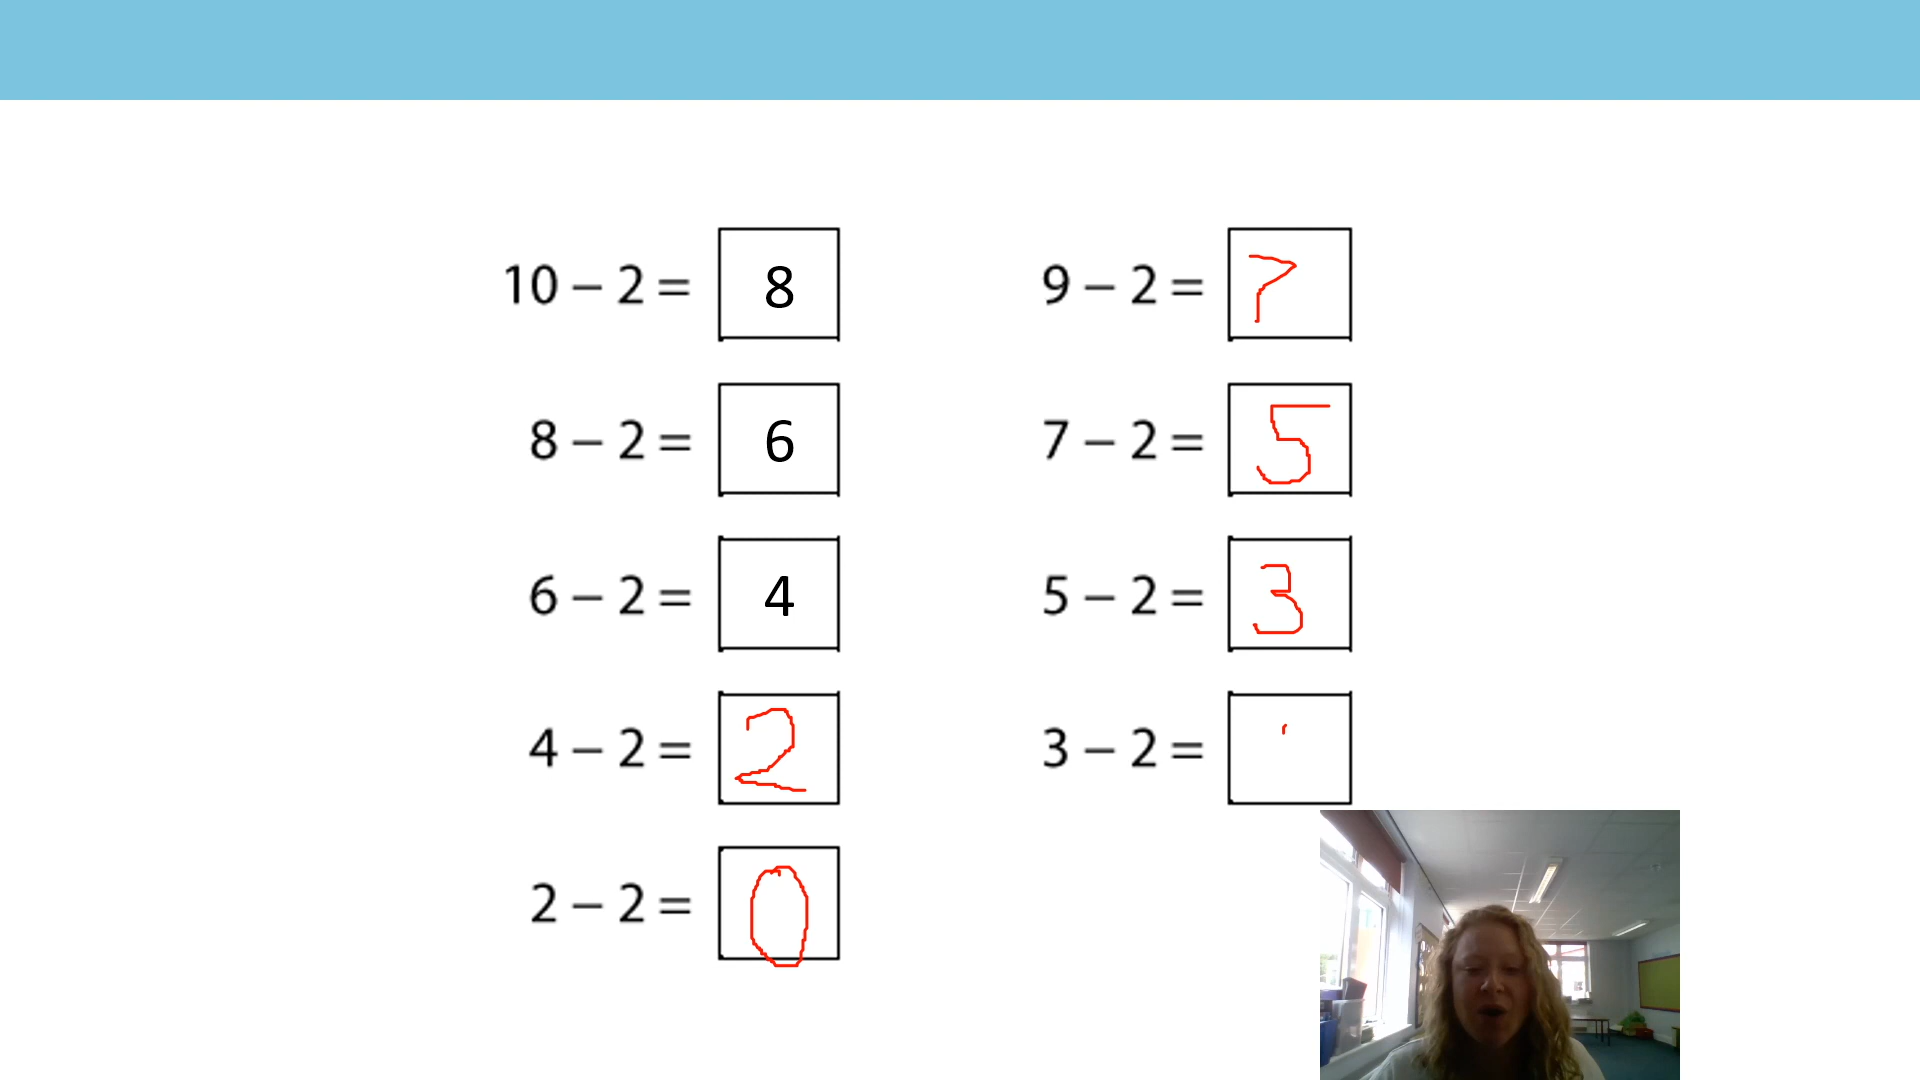 10 – 2 = 8
8 – 2 = 6
6 – 2 = 4
4 – 2 = 2
2 – 2 = 0
9 – 2 = 7
7 – 2 = 5
5 – 2 = 3
3 – 2 =